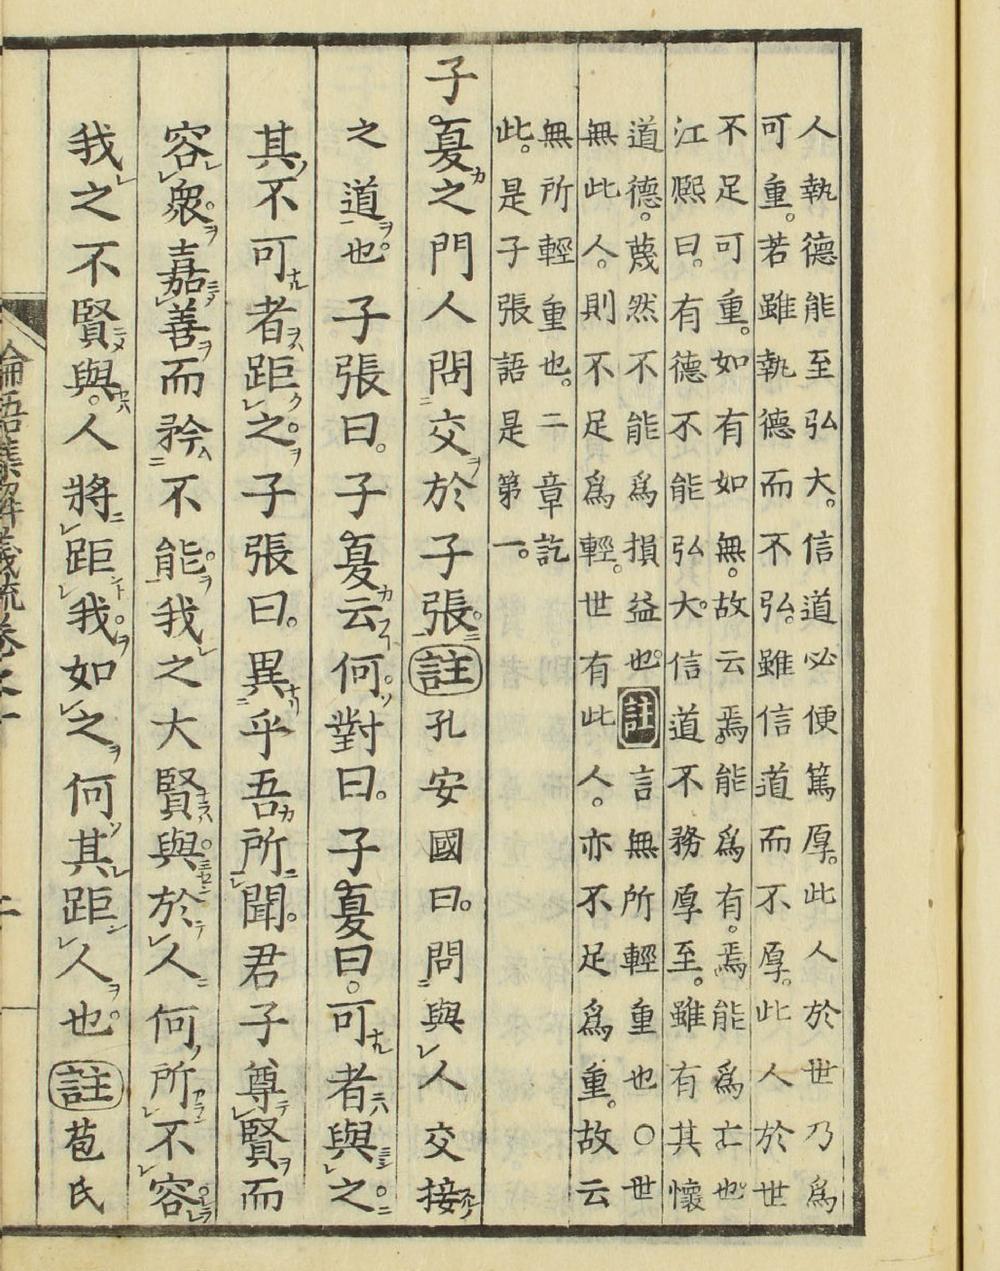 人執德能至弘大。信道必便篤厚。此人於世乃爲
可重。若雖執德而不弘。雖信道而不厚。此人於世
不足可重。如有如無。故云焉能爲有。焉能爲亡也。
江熈曰。有德不能弘大。信道不務厚至。雖有其懷
道德。蔑然不能爲損益也。註言無所輕重也〇世
無此人。則不足爲輕。世有此人。亦不足爲重。故云
無所輕重也。二章訖
此。是子張語是第一。
子夏之門人問交於子張。註孔安國曰。問與人交接
之道也。子張曰。子夏云何。對曰。子夏曰。可者與之。
其不可者距之。子張曰。異乎吾所聞。君子尊賢而
容衆。嘉善而矜不能。我之大賢與。於人何所不容。
我之不賢與。人將距我。如之何其距人也。註苞氏
論語集解義疏卷之十